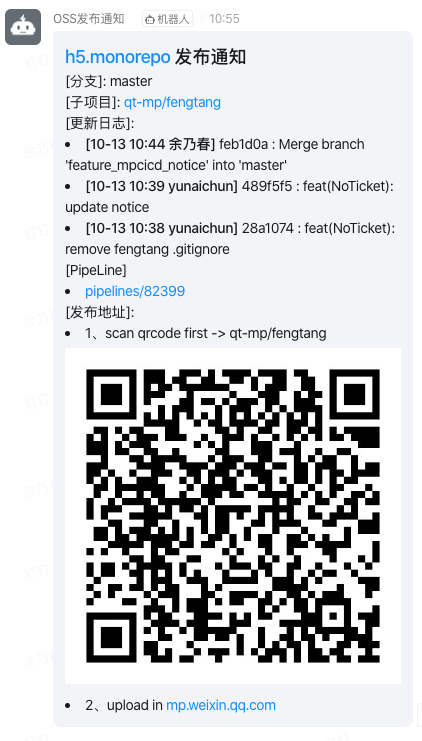 OSS发布通知 机器人 10:55
h5.monorepo 发布通知
[分支]: master
[子项目]: qt-mp/fengtang
[更新日志]:
• [10-13 10:44 余乃春] feb1d0a : Merge branch
'feature_mpcicd_notice' into 'master'
• [10-13 10:39 yunaichun] 489f5f5 : feat(NoTicket):
update notice
• [10-13 10:38 yunaichun] 28a1074 : feat(NoTicket):
remove fengtang .gitignore
[PipeLine]
• pipelines/82399
[发布地址]:
• 1、scan qrcode first -> qt-mp/fengtang
• 2、upload in mp.weixin.qq.com